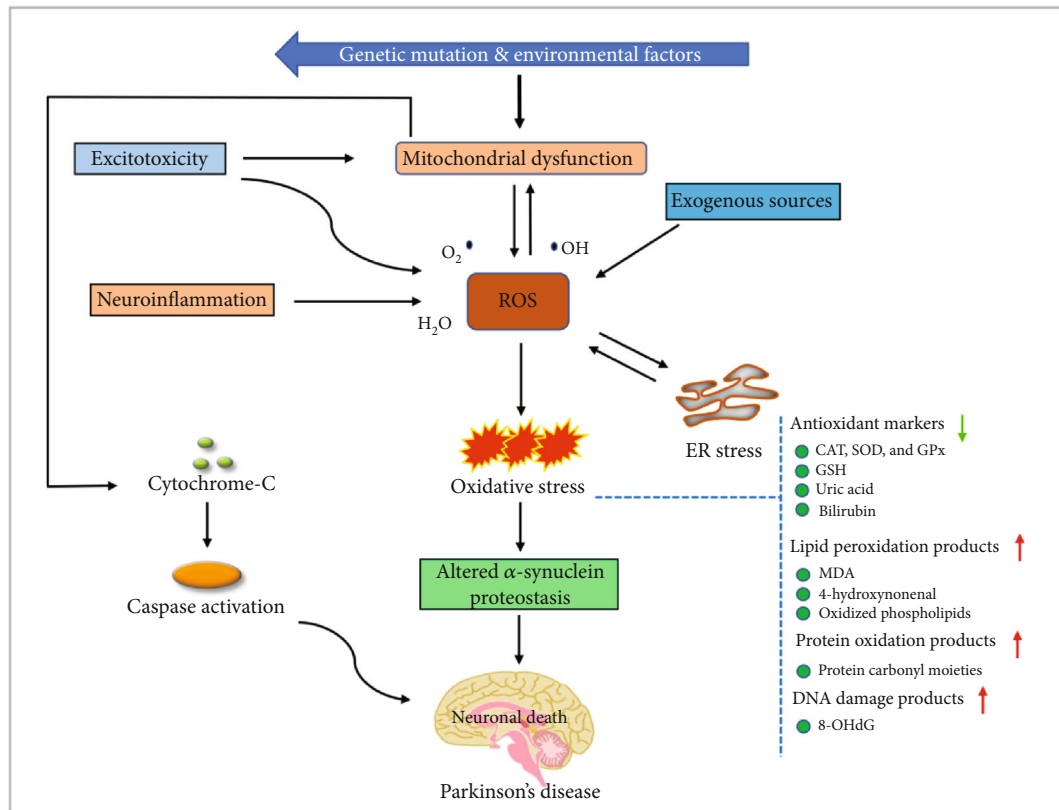 Genetic mutation & environmental factors
Excitotoxicity
Mitochondrial dysfunction
Exogenous sources
O₂
OH
Neuroinflammation
ROS
H₂O
ER stress
Oxidative stress
Cytochrome-C
Altered α-synuclein
proteostasis
Caspase activation
Neuronal death
Parkinson's disease
Antioxidant markers
CAT, SOD, and GPx
GSH
Uric acid
Bilirubin
Lipid peroxidation products
MDA
4-hydroxynonenal
Oxidized phospholipids
Protein oxidation products
Protein carbonyl moieties
DNA damage products
8-OHdG